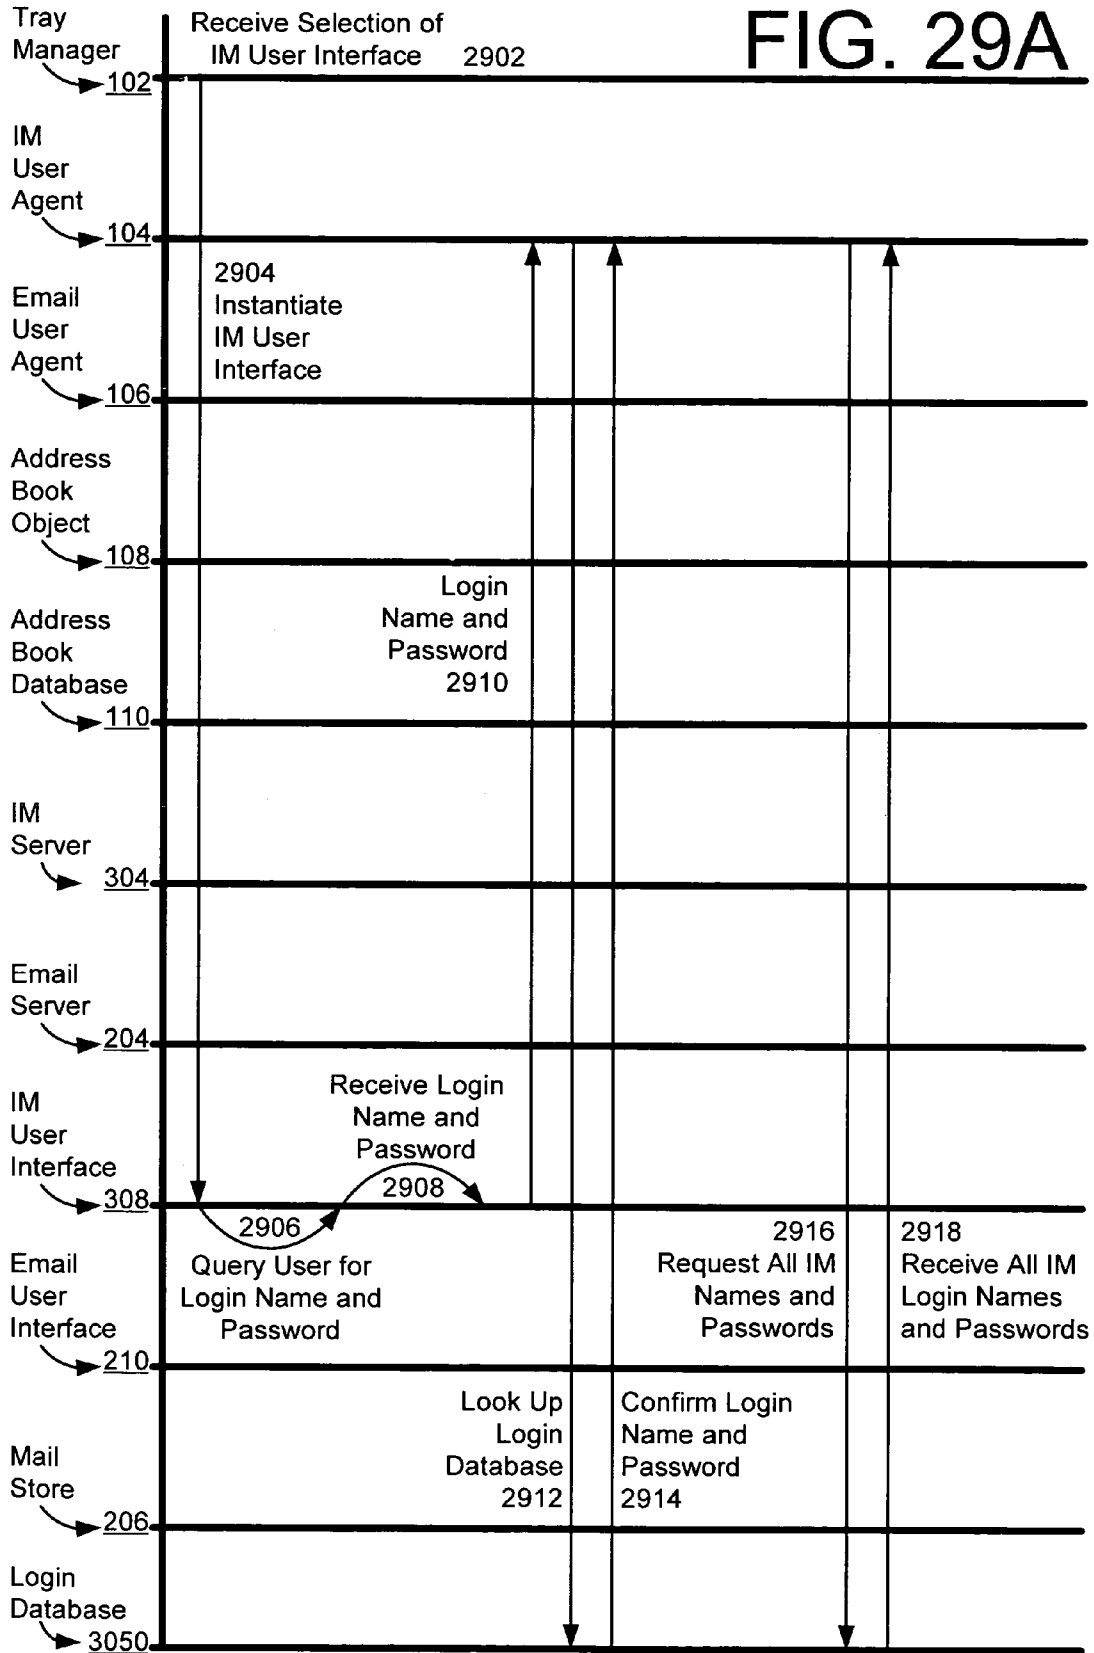 FIG. 29A
Tray
Manager
102
Receive Selection of
IM User Interface 2902
IM
User
Agent
104
2904
Instantiate
IM User
Interface
Email
User
Agent
106
Address
Book
Object
108
Login
Name and
Password
2910
Address
Book
Database
110
IM
Server
304
Email
Server
204
Receive Login
Name and
Password
2908
IM
User
Interface
308
2906
Query User for
Login Name and
Password
2916
Request All IM
Names and
Passwords
2918
Receive All IM
Login Names
and Passwords
Email
User
Interface
210
Look Up
Login
Database
2912
Confirm Login
Name and
Password
2914
Mail
Store
206
Login
Database
3050